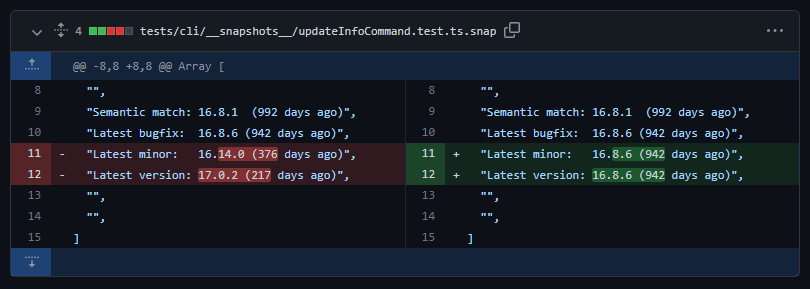 4 tests/cli/__snapshots__/updateInfoCommand.test.ts.snap
@@ -8,8 +8,8 @@ Array [
8 "", 8 "",
9 "Semantic match: 16.8.1  (992 days ago)", 9 "Semantic match: 16.8.1  (992 days ago)",
10 "Latest bugfix:  16.8.6 (942 days ago)", 10 "Latest bugfix:  16.8.6 (942 days ago)",
11 - "Latest minor:   16.14.0 (376 days ago)", 11 + "Latest minor:   16.8.6 (942 days ago)",
12 - "Latest version: 17.0.2 (217 days ago)", 12 + "Latest version: 16.8.6 (942 days ago)",
13 "", 13 "",
14 "", 14 "",
15 ] 15 ]